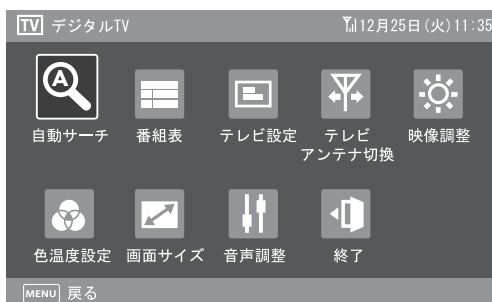 TV デジタルTV 12月25日(火)11:35
A
自動サーチ 番組表 テレビ設定 テレビ アンテナ切換 映像調整
色温度設定 画面サイズ 音声調整 終了
MENU 戻る